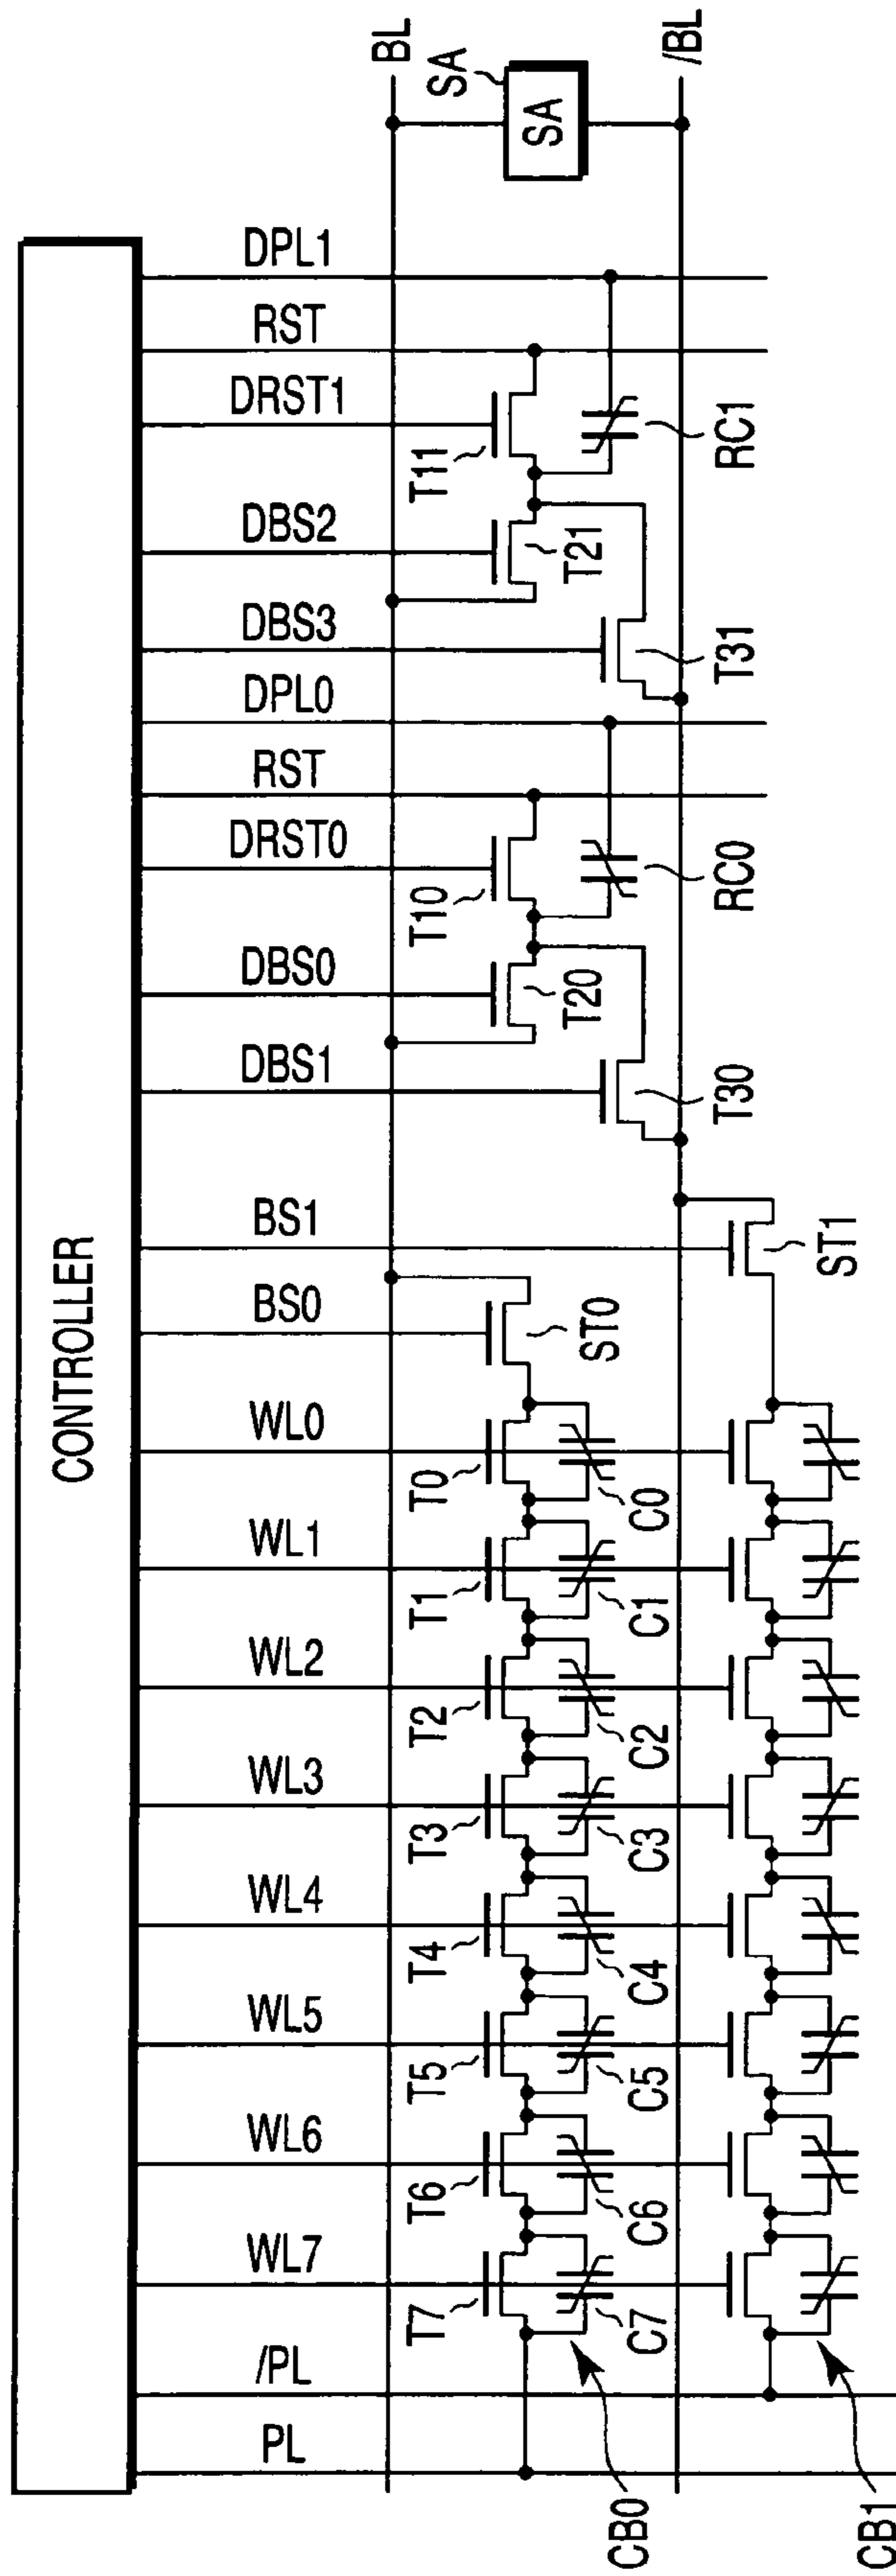 CONTROLLER
PL
/PL
WL7
WL6
WL5
WL4
WL3
WL2
WL1
WL0
BS0
BS1
DBS1
DBS0
DRST0
RST
DPL0
DBS3
DBS2
DRST1
RST
DPL1
BL
SA
SA
/BL
T7
T6
T5
T4
T3
T2
T1
T0
ST0
C7
C6
C5
C4
C3
C2
C1
C0
T10
T20
T30
RC0
T11
T21
T31
RC1
ST1
CB0
CB1